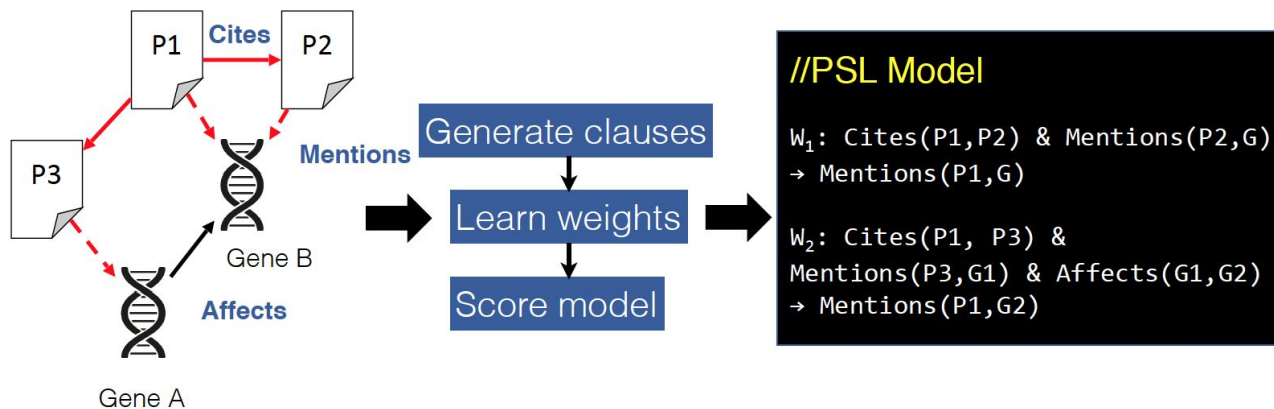 P1
Cites
P2
P3
Mentions
Gene B
Affects
Gene A
Generate clauses
Learn weights
Score model
//PSL Model
W₁: Cites(P1,P2) & Mentions(P2,G)
→ Mentions(P1,G)
W₂: Cites(P1, P3) &
Mentions(P3,G1) & Affects(G1,G2)
→ Mentions(P1,G2)